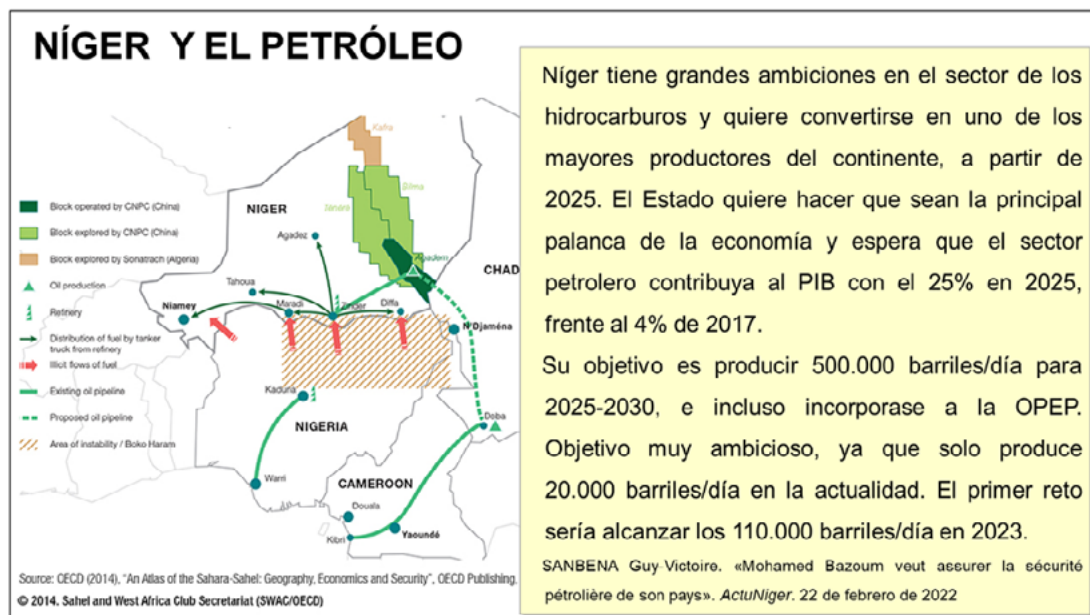 NÍGER Y EL PETRÓLEO
Kafra
Bilma
Ténéré
NIGER
Agadez
Agadem
CHAD
Tahoua
Niamey
Maradi
Zinder
Diffa
N'Djaména
Kaduna
NIGERIA
Doba
Warri
CAMEROON
Douala
Kibri
Yaoundé
Block operated by CNPC (China)
Block explored by CNPC (China)
Block explored by Sonatrach (Algeria)
Oil production
Refinery
Distribution of fuel by tanker
truck from refinery
Illicit flows of fuel
Existing oil pipeline
Proposed oil pipeline
Area of instability / Boko Haram
Source: OECD (2014), "An Atlas of the Sahara-Sahel: Geography, Economics and Security", OECD Publishing,
© 2014. Sahel and West Africa Club Secretariat (SWAC/OECD)
Níger tiene grandes ambiciones en el sector de los
hidrocarburos y quiere convertirse en uno de los
mayores productores del continente, a partir de
2025. El Estado quiere hacer que sean la principal
palanca de la economía y espera que el sector
petrolero contribuya al PIB con el 25% en 2025,
frente al 4% de 2017.
Su objetivo es producir 500.000 barriles/día para
2025-2030, e incluso incorporase a la OPEP.
Objetivo muy ambicioso, ya que solo produce
20.000 barriles/día en la actualidad. El primer reto
sería alcanzar los 110.000 barriles/día en 2023.
SANBENA Guy-Victoire. «Mohamed Bazoum veut assurer la sécurité
pétrolière de son pays». ActuNiger. 22 de febrero de 2022